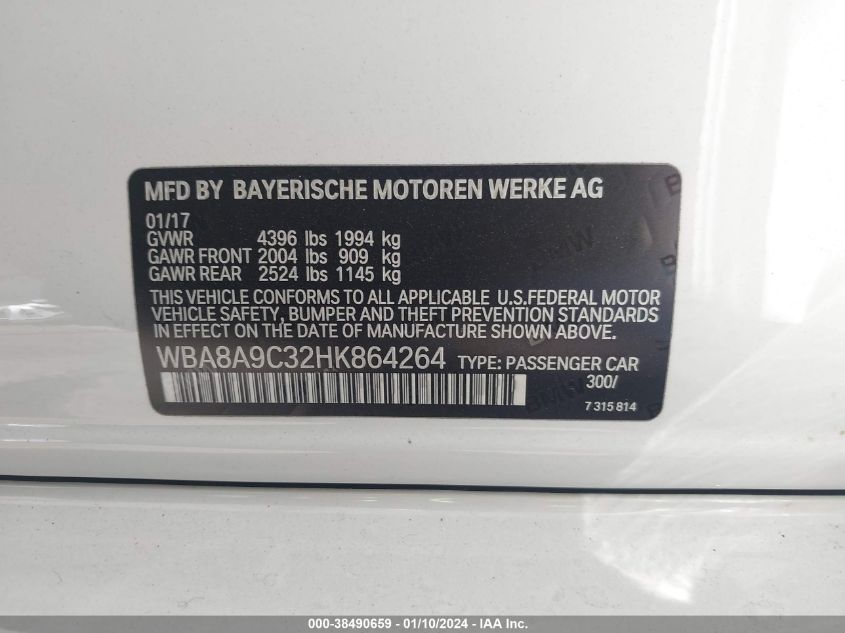 MFD BY BAYERISCHE MOTOREN WERKE AG
01/17
GVWR 4396 lbs 1994 kg
GAWR FRONT 2004 lbs 909 kg
GAWR REAR 2524 lbs 1145 kg
THIS VEHICLE CONFORMS TO ALL APPLICABLE U.S.FEDERAL MOTOR
VEHICLE SAFETY, BUMPER AND THEFT PREVENTION STANDARDS
IN EFFECT ON THE DATE OF MANUFACTURE SHOWN ABOVE.
WBA8A9C32HK864264 TYPE: PASSENGER CAR
300/
7 315 814
BMW
000-38490659 - 01/10/2024 - IAA Inc.